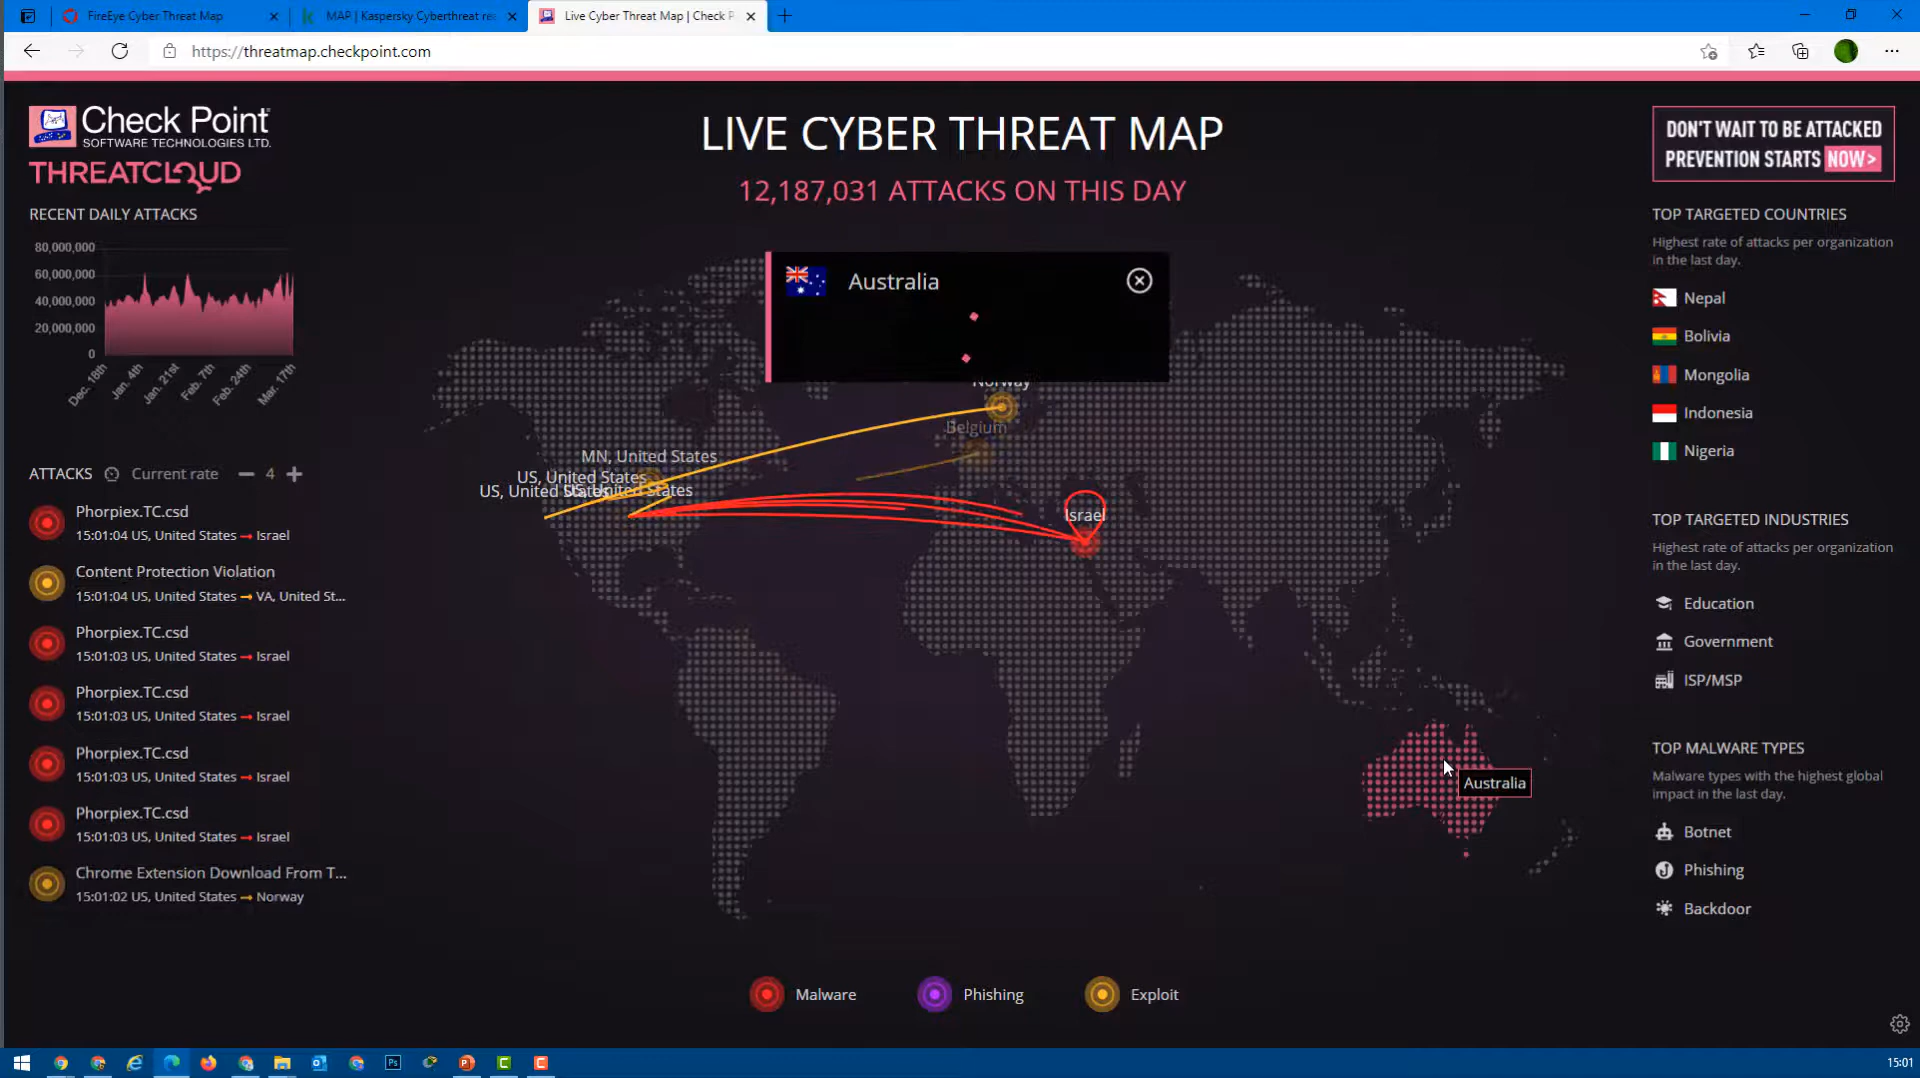 FireEye Cyber Threat Map
MAP | Kaspersky Cyberthreat rea
Live Cyber Threat Map | Check P
https://threatmap.checkpoint.com
Check Point
SOFTWARE TECHNOLOGIES LTD.
THREATCLOUD
LIVE CYBER THREAT MAP
12,187,031 ATTACKS ON THIS DAY
DON'T WAIT TO BE ATTACKED
PREVENTION STARTS NOW>
RECENT DAILY ATTACKS
80,000,000
60,000,000
40,000,000
20,000,000
0
Dec. 18th
Jan. 4th
Jan. 21st
Feb. 7th
Feb. 24th
Mar. 17th
ATTACKS Current rate 4
Phorpiex.TC.csd
15:01:04 US, United States → Israel
Content Protection Violation
15:01:04 US, United States → VA, United St...
Phorpiex.TC.csd
15:01:03 US, United States → Israel
Phorpiex.TC.csd
15:01:03 US, United States → Israel
Phorpiex.TC.csd
15:01:03 US, United States → Israel
Phorpiex.TC.csd
15:01:03 US, United States → Israel
Chrome Extension Download From T...
15:01:02 US, United States → Norway
Australia
Norway
Belgium
MN, United States
US, United States
US, United States
US, United States
Israel
Australia
Malware
Phishing
Exploit
TOP TARGETED COUNTRIES
Highest rate of attacks per organization
in the last day.
Nepal
Bolivia
Mongolia
Indonesia
Nigeria
TOP TARGETED INDUSTRIES
Highest rate of attacks per organization
in the last day.
Education
Government
ISP/MSP
TOP MALWARE TYPES
Malware types with the highest global
impact in the last day.
Botnet
Phishing
Backdoor
15:01